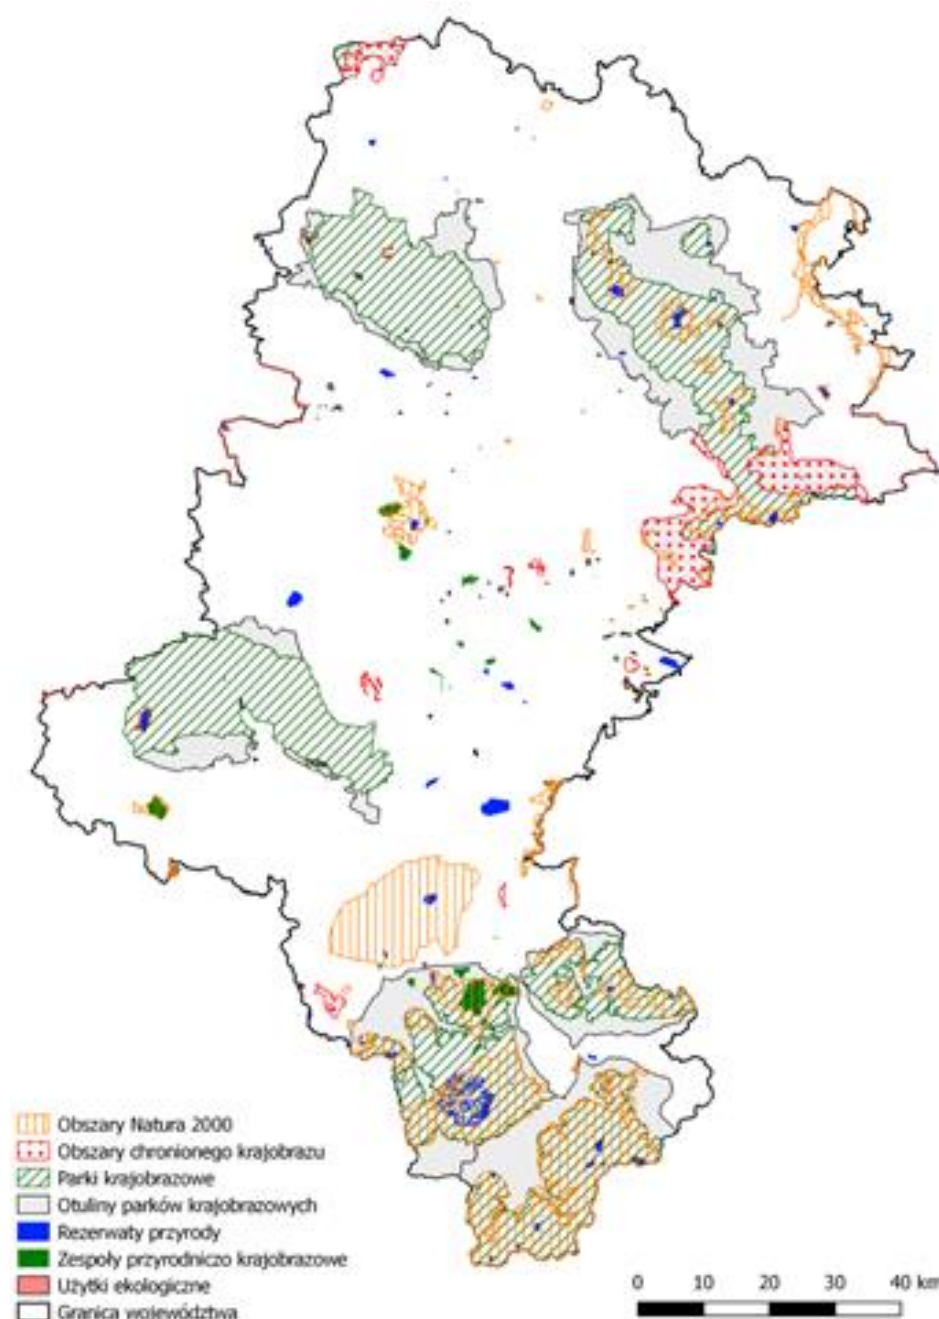 Obszary Natura 2000
Obszary chronionego krajobrazu
Parki krajobrazowe
Otuliny parków krajobrazowych
Rezerwaty przyrody
Zespoły przyrodniczo krajobrazowe
Użytki ekologiczne
Granica województwa
0 10 20 30 40 km